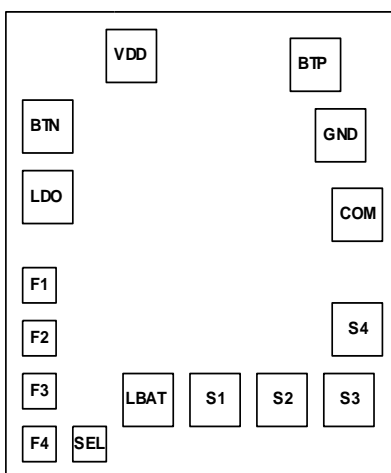 VDD
BTP
BTN
GND
LDO
COM
F1
S4
F2
F3
LBAT
S1
S2
S3
F4
SEL